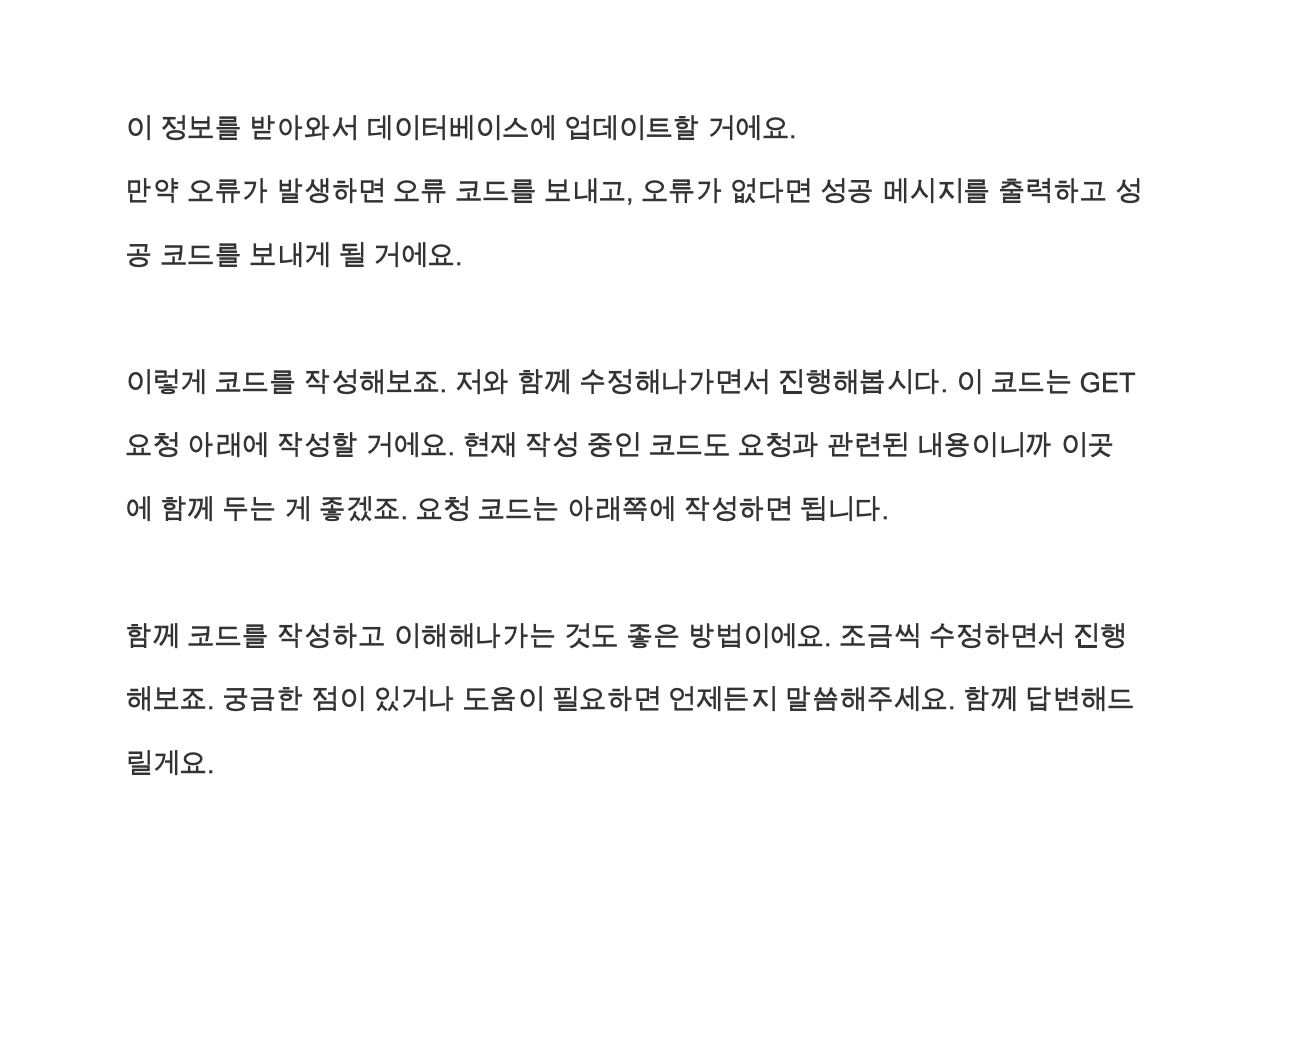 이 정보를 받아와서 데이터베이스에 업데이트할 거에요.
만약 오류가 발생하면 오류 코드를 보내고, 오류가 없다면 성공 메시지를 출력하고 성
공 코드를 보내게 될 거에요.
이렇게 코드를 작성해보죠. 저와 함께 수정해나가면서 진행해봅시다. 이 코드는 GET
요청 아래에 작성할 거에요. 현재 작성 중인 코드도 요청과 관련된 내용이니까 이곳
에 함께 두는 게 좋겠죠. 요청 코드는 아래쪽에 작성하면 됩니다.
함께 코드를 작성하고 이해해나가는 것도 좋은 방법이에요. 조금씩 수정하면서 진행
해보죠. 궁금한 점이 있거나 도움이 필요하면 언제든지 말씀해주세요. 함께 답변해드
릴게요.